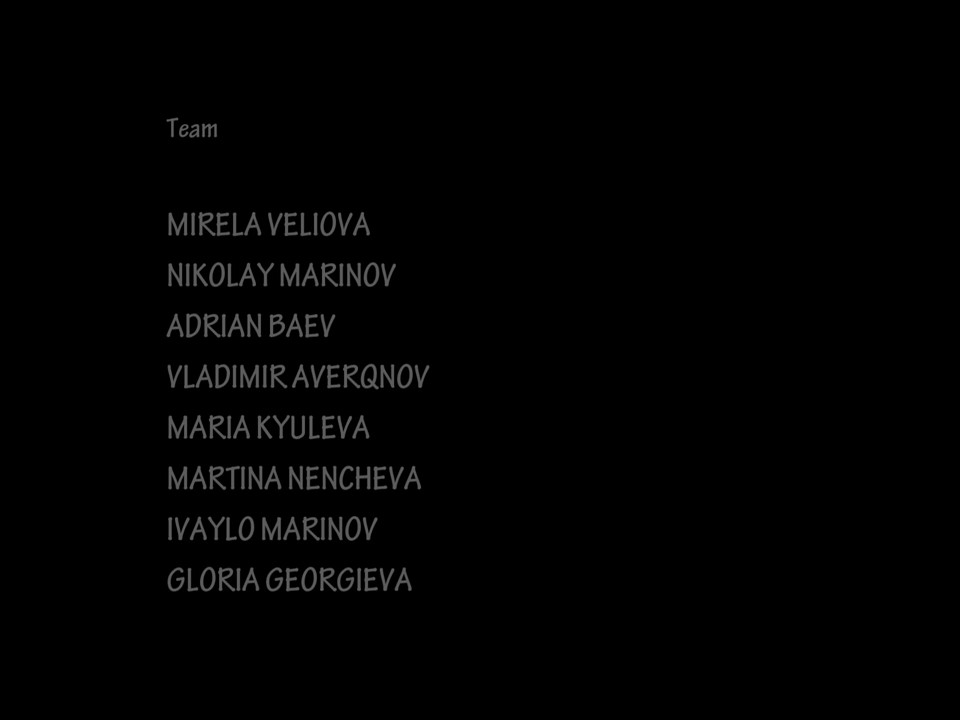 Team
MIRELA VELIOVA
NIKOLAY MARINOV
ADRIAN BAEV
VLADIMIR AVERQNOV
MARIA KYULEVA
MARTINA NENCHEVA
IVAYLO MARINOV
GLORIA GEORGIEVA